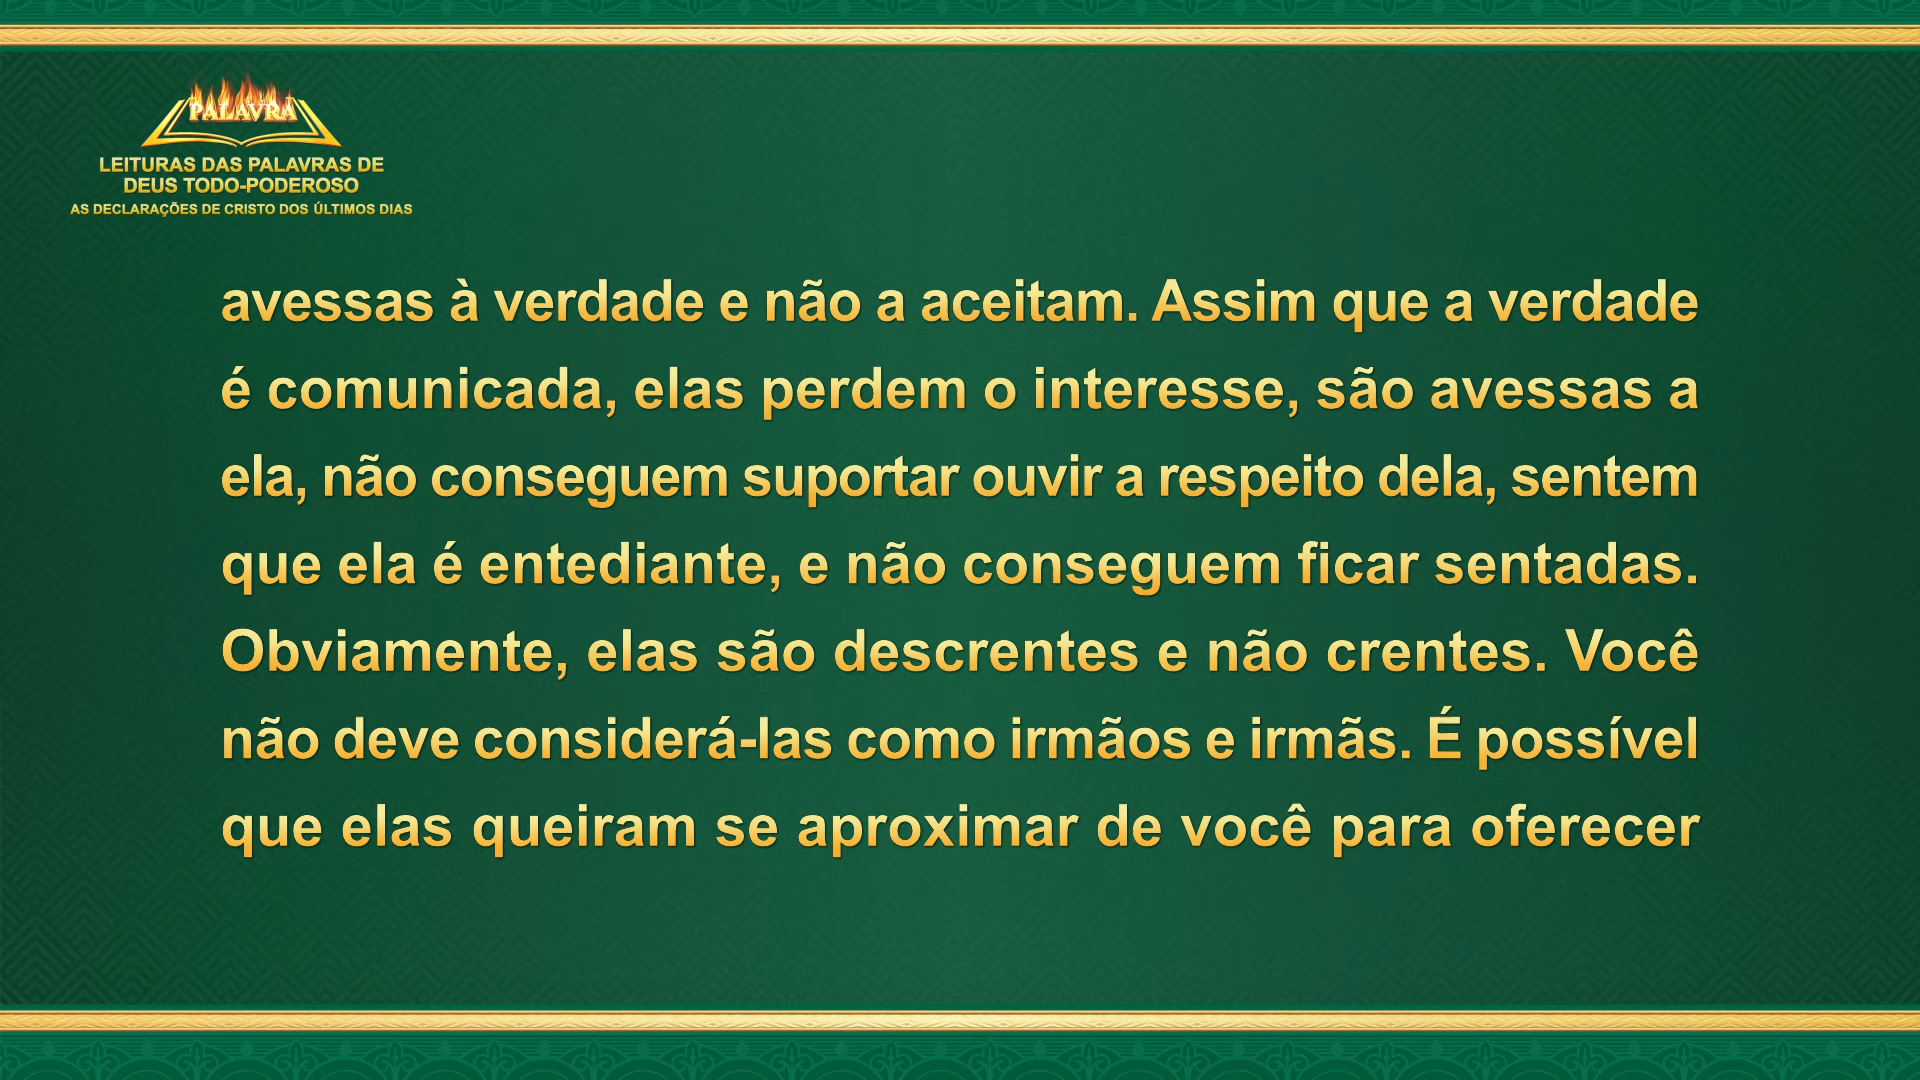 PALAVRA
LEITURAS DAS PALAVRAS DE
DEUS TODO-PODEROSO
AS DECLARAÇÕES DE CRISTO DOS ÚLTIMOS DIAS
avessas à verdade e não a aceitam. Assim que a verdade
é comunicada, elas perdem o interesse, são avessas a
ela, não conseguem suportar ouvir a respeito dela, sentem
que ela é entediante, e não conseguem ficar sentadas.
Obviamente, elas são descrentes e não crentes. Você
não deve considerá-las como irmãos e irmãs. É possível
que elas queiram se aproximar de você para oferecer